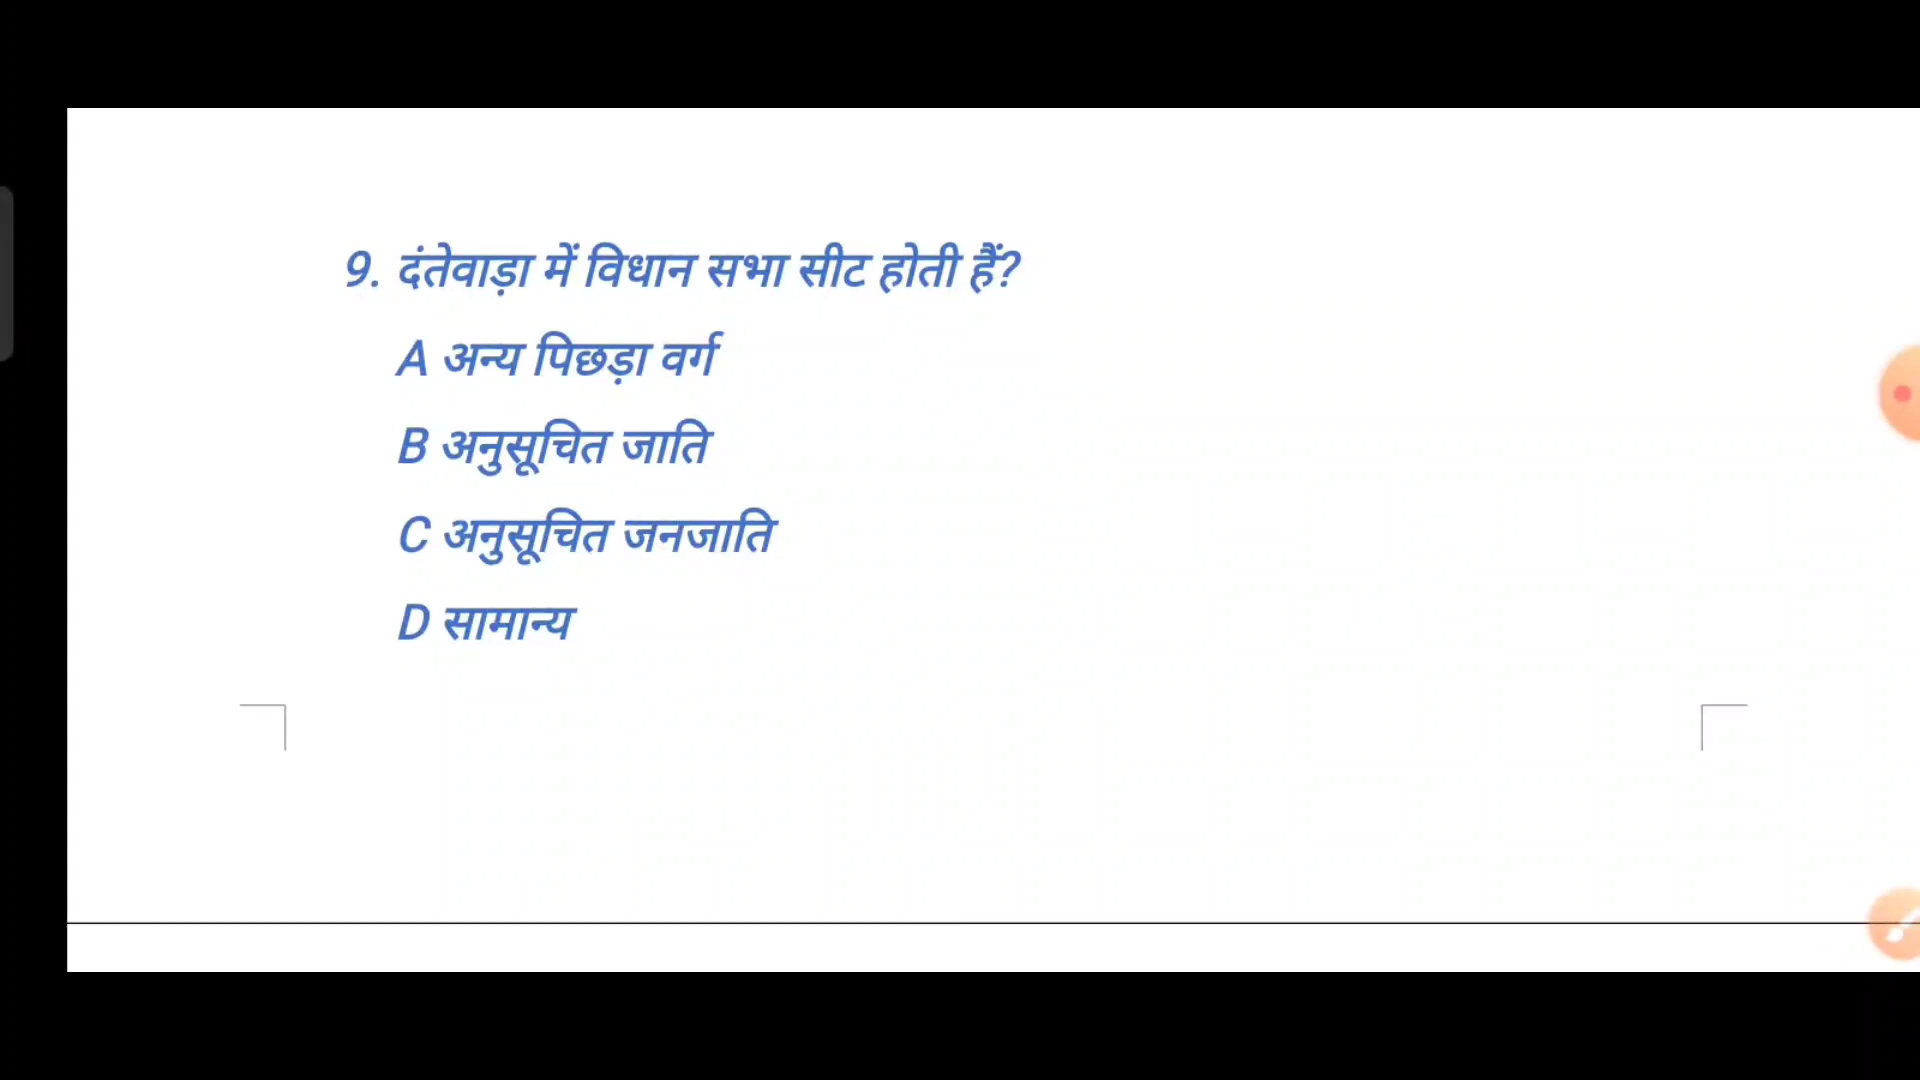 9. दंतेवाड़ा में विधान सभा सीट होती हैं?
A अन्य पिछड़ा वर्ग
B अनुसूचित जाति
C अनुसूचित जनजाति
D सामान्य